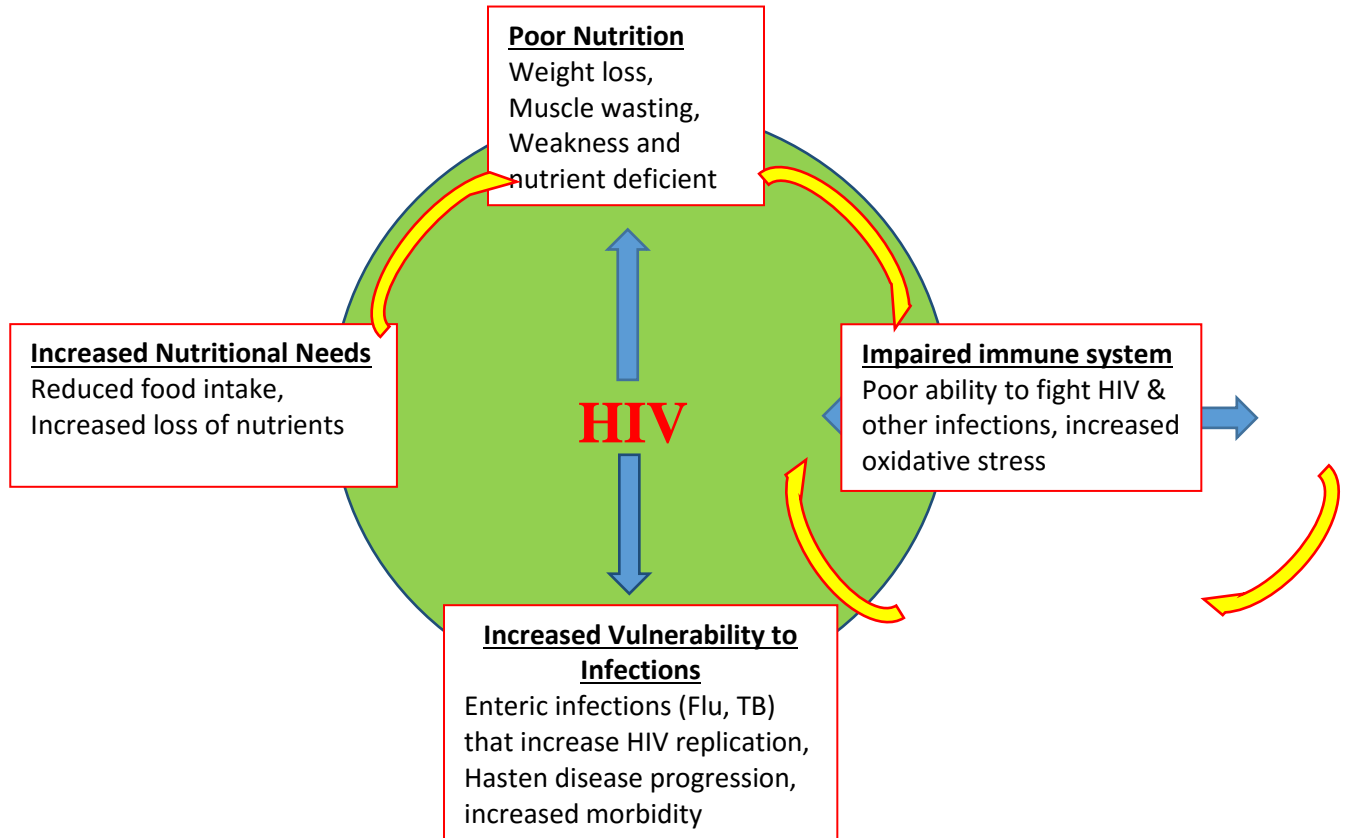 Poor Nutrition
Weight loss,
Muscle wasting,
Weakness and
nutrient deficient
Increased Nutritional Needs
Reduced food intake,
Increased loss of nutrients
HIV
Impaired immune system
Poor ability to fight HIV &
other infections, increased
oxidative stress
Increased Vulnerability to
Infections
Enteric infections (Flu, TB)
that increase HIV replication,
Hasten disease progression,
increased morbidity